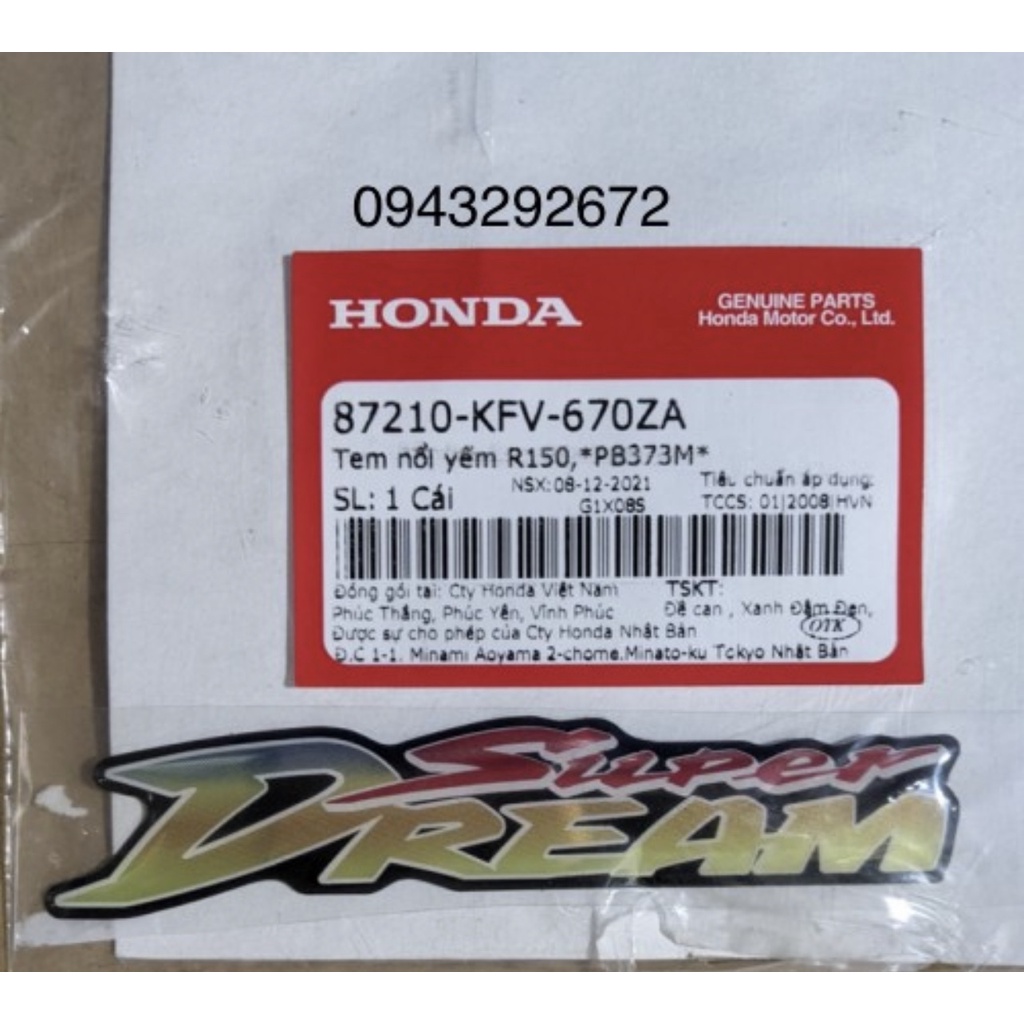 0943292672
HONDA
GENUINE PARTS
Honda Motor Co., Ltd.
87210-KFV-670ZA
Tem nổi yếm R150,*PB373M*
NSX: 08-12-2021
Tiêu chuẩn áp dụng:
SL: 1 Cái
G1X08S
TCCS: 01|2008|HVN
Đóng gói tại: Cty Honda Việt Nam
TSKT:
Phúc Thắng, Phúc Yên, Vĩnh Phúc
Đề can , Xanh Đậm Đen,
Được sự cho phép của Cty Honda Nhật Bản
OTK
Đ.C 1-1. Minami Aoyama 2-chome.Minato-ku Tokyo Nhật Bản
Super
DREAM